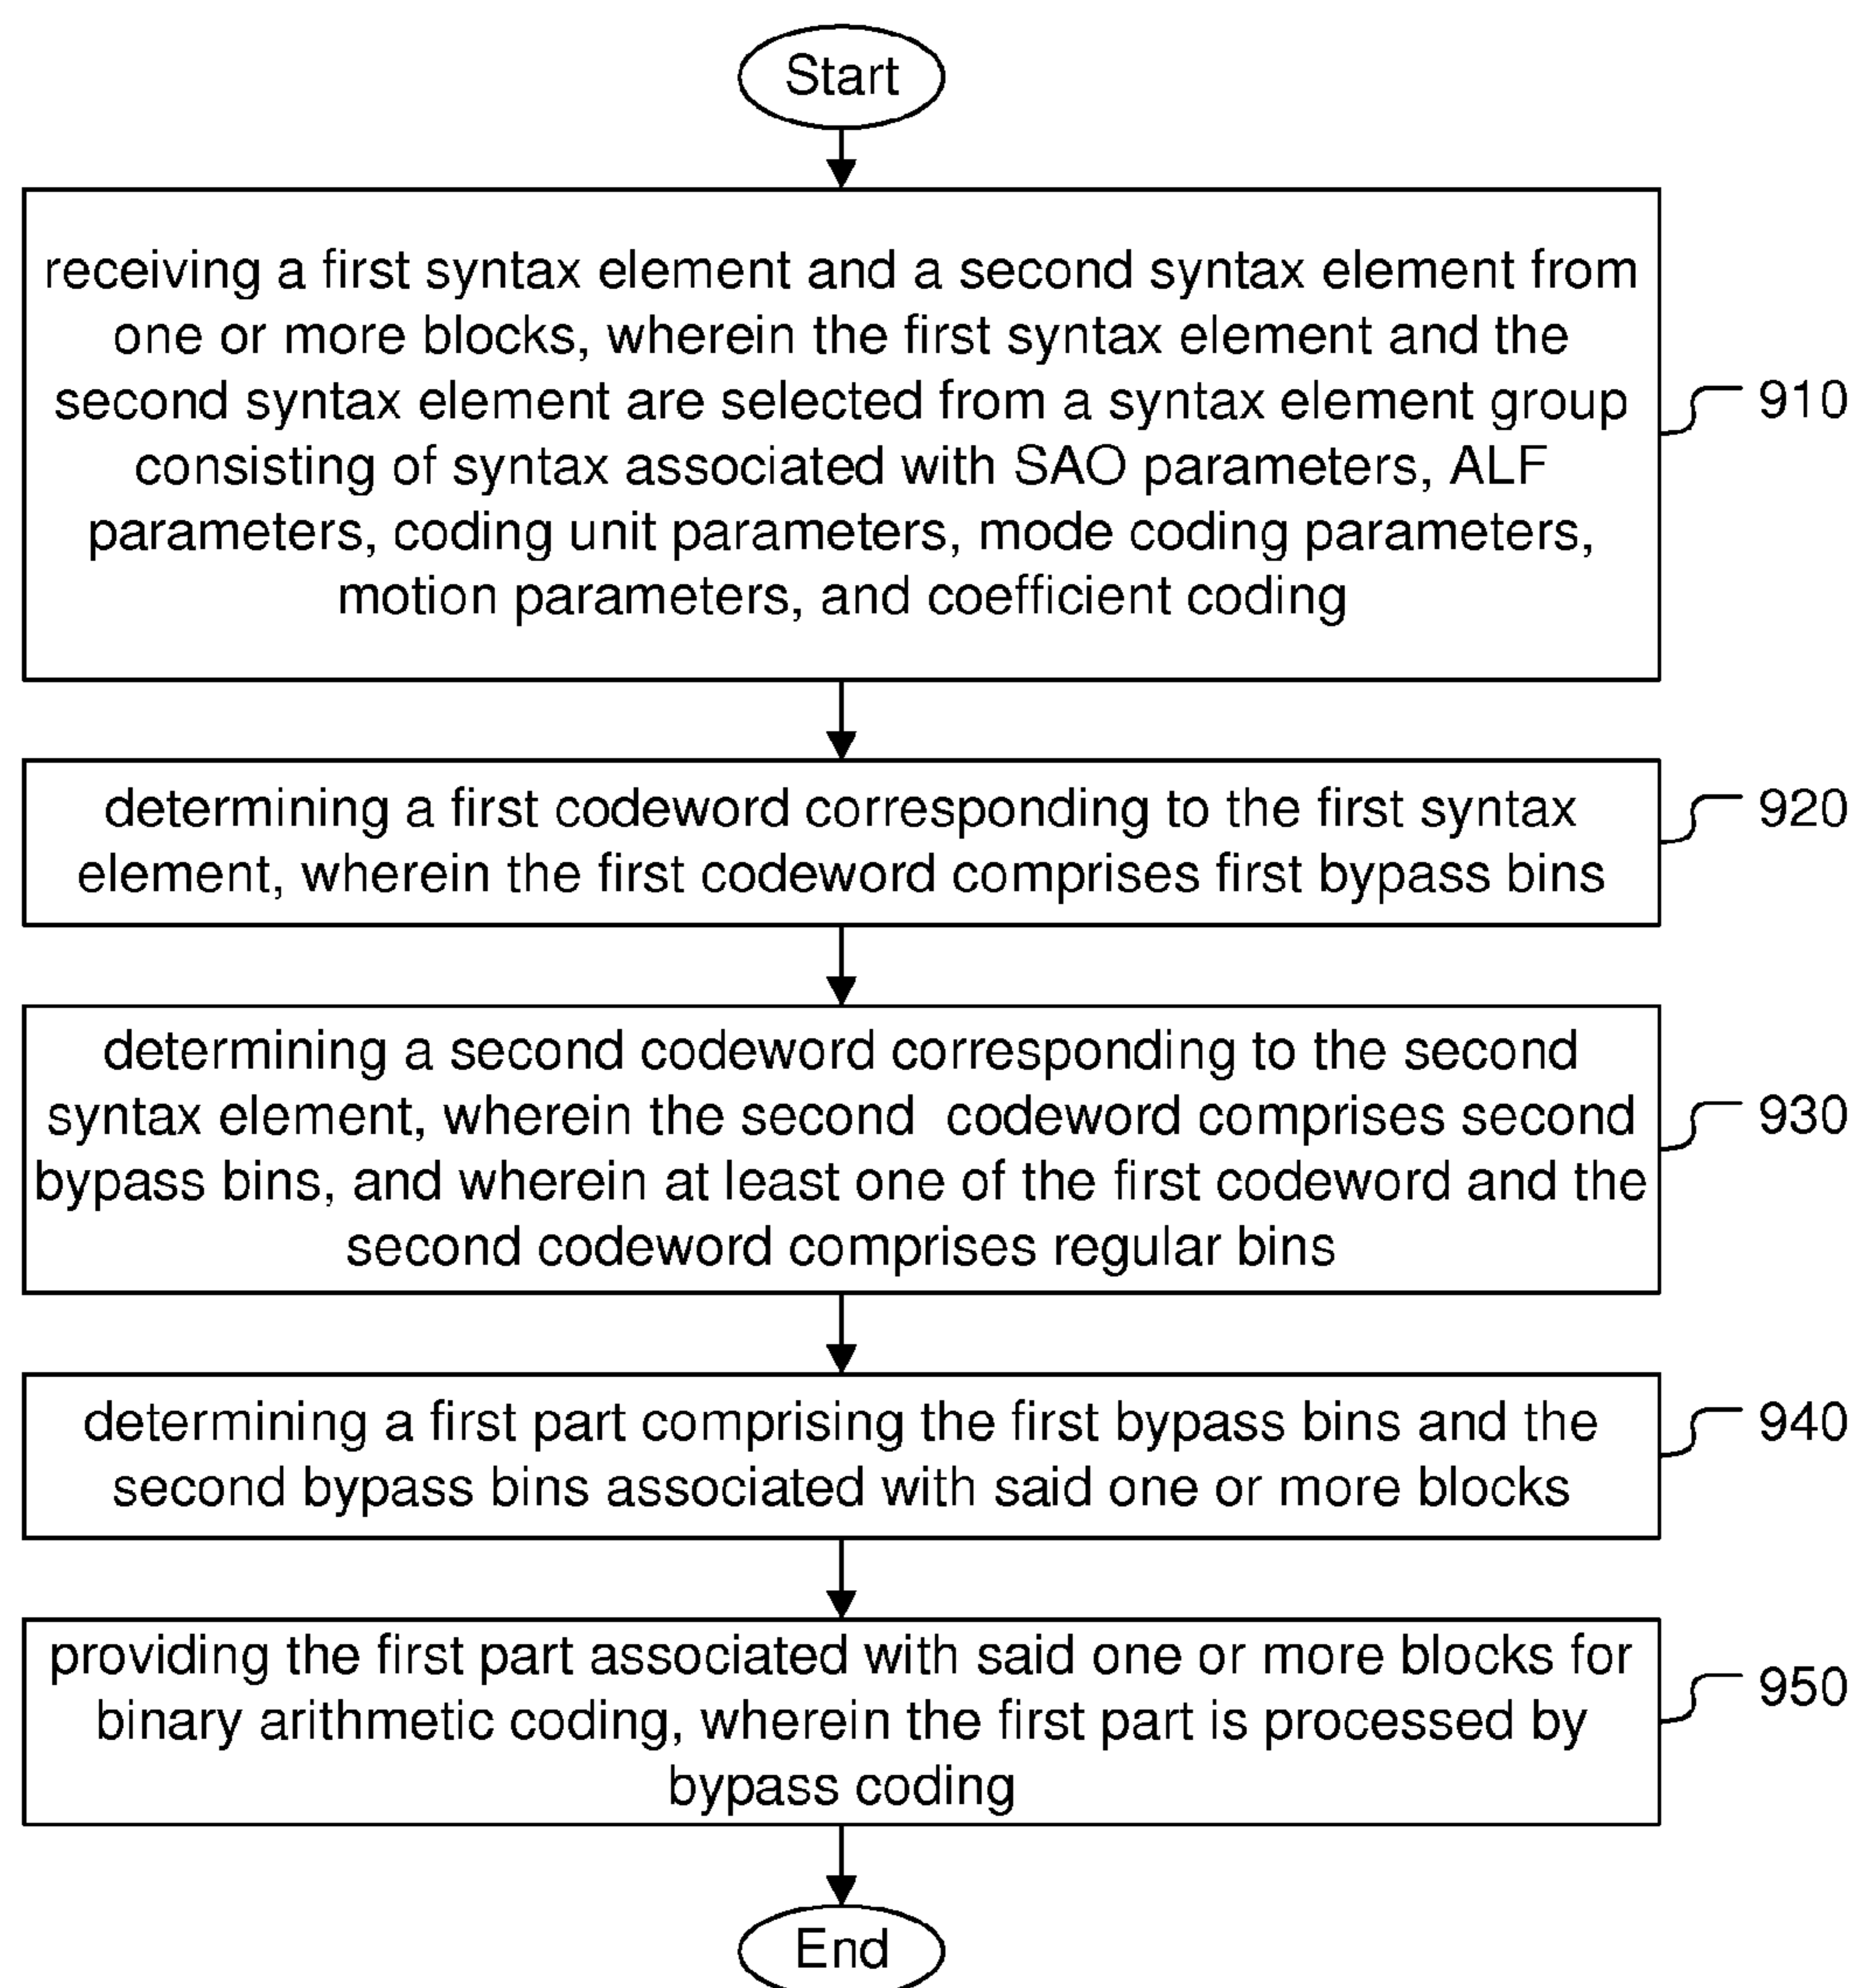 Start
receiving a first syntax element and a second syntax element from
one or more blocks, wherein the first syntax element and the
second syntax element are selected from a syntax element group
consisting of syntax associated with SAO parameters, ALF
parameters, coding unit parameters, mode coding parameters,
motion parameters, and coefficient coding
910
determining a first codeword corresponding to the first syntax
element, wherein the first codeword comprises first bypass bins
920
determining a second codeword corresponding to the second
syntax element, wherein the second codeword comprises second
bypass bins, and wherein at least one of the first codeword and the
second codeword comprises regular bins
930
determining a first part comprising the first bypass bins and the
second bypass bins associated with said one or more blocks
940
providing the first part associated with said one or more blocks for
binary arithmetic coding, wherein the first part is processed by
bypass coding
950
End